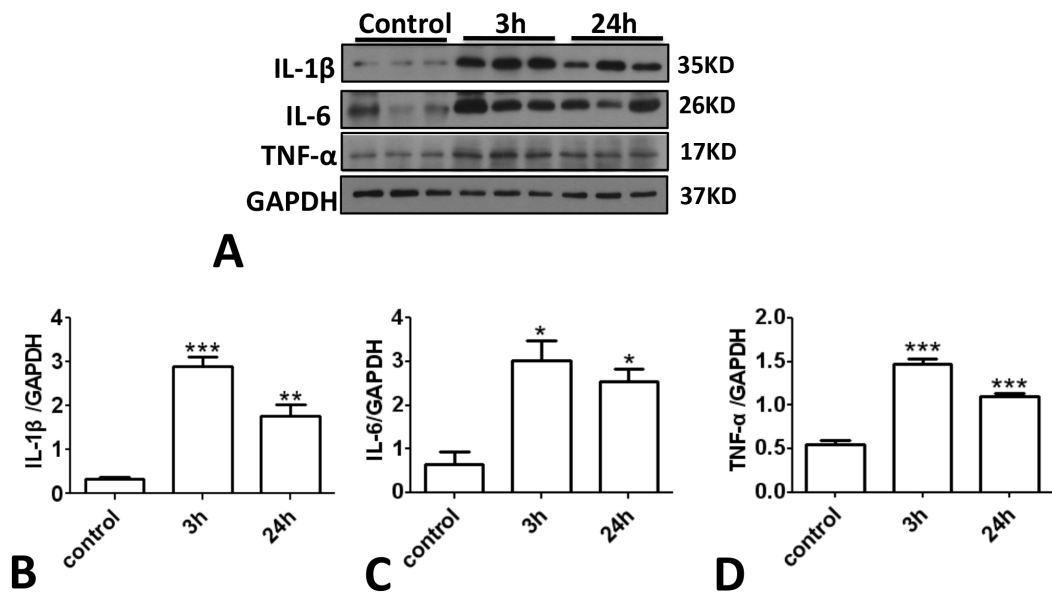 Control 3h 24h
IL-1β 35KD
IL-6 26KD
TNF-α 17KD
GAPDH 37KD
A
IL-1β /GAPDH
4
3
2
1
0
***
**
control 3h 24h
B
IL-6/GAPDH
4
3
2
1
0
*
*
control 3h 24h
C
TNF-α /GAPDH
2.0
1.5
1.0
0.5
0.0
***
***
control 3h 24h
D